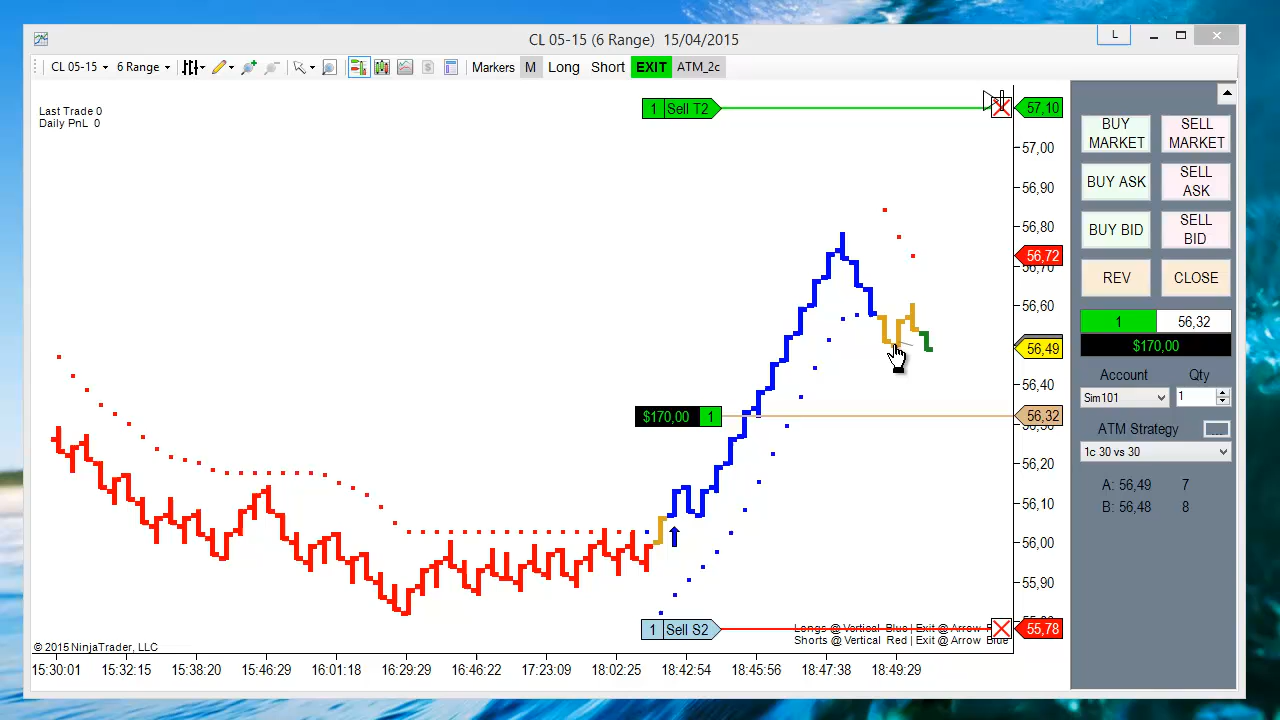 CL 05-15 (6 Range)  15/04/2015
L
CL 05-15
6 Range
Markers
M
Long
Short
EXIT
ATM_2c
Last Trade 0
Daily PnL  0
1 Sell T2
57,10
57,00
56,90
56,80
56,72
56,60
56,49
56,40
$170,00 1
56,32
56,20
56,10
56,00
55,90
1 Sell S2
55,78
Longs @ Vertical Blue | Exit @ Arrow
Shorts @ Vertical Red | Exit @ Arrow Blue
© 2015 NinjaTrader, LLC
15:30:01
15:32:15
15:38:20
15:46:29
16:01:18
16:29:29
16:46:22
17:23:09
18:02:25
18:42:54
18:45:56
18:47:38
18:49:29
BUY MARKET
SELL MARKET
BUY ASK
SELL ASK
BUY BID
SELL BID
REV
CLOSE
1
56,32
$170,00
Account
Qty
Sim101
1
ATM Strategy
1c 30 vs 30
A: 56,49 7
B: 56,48 8